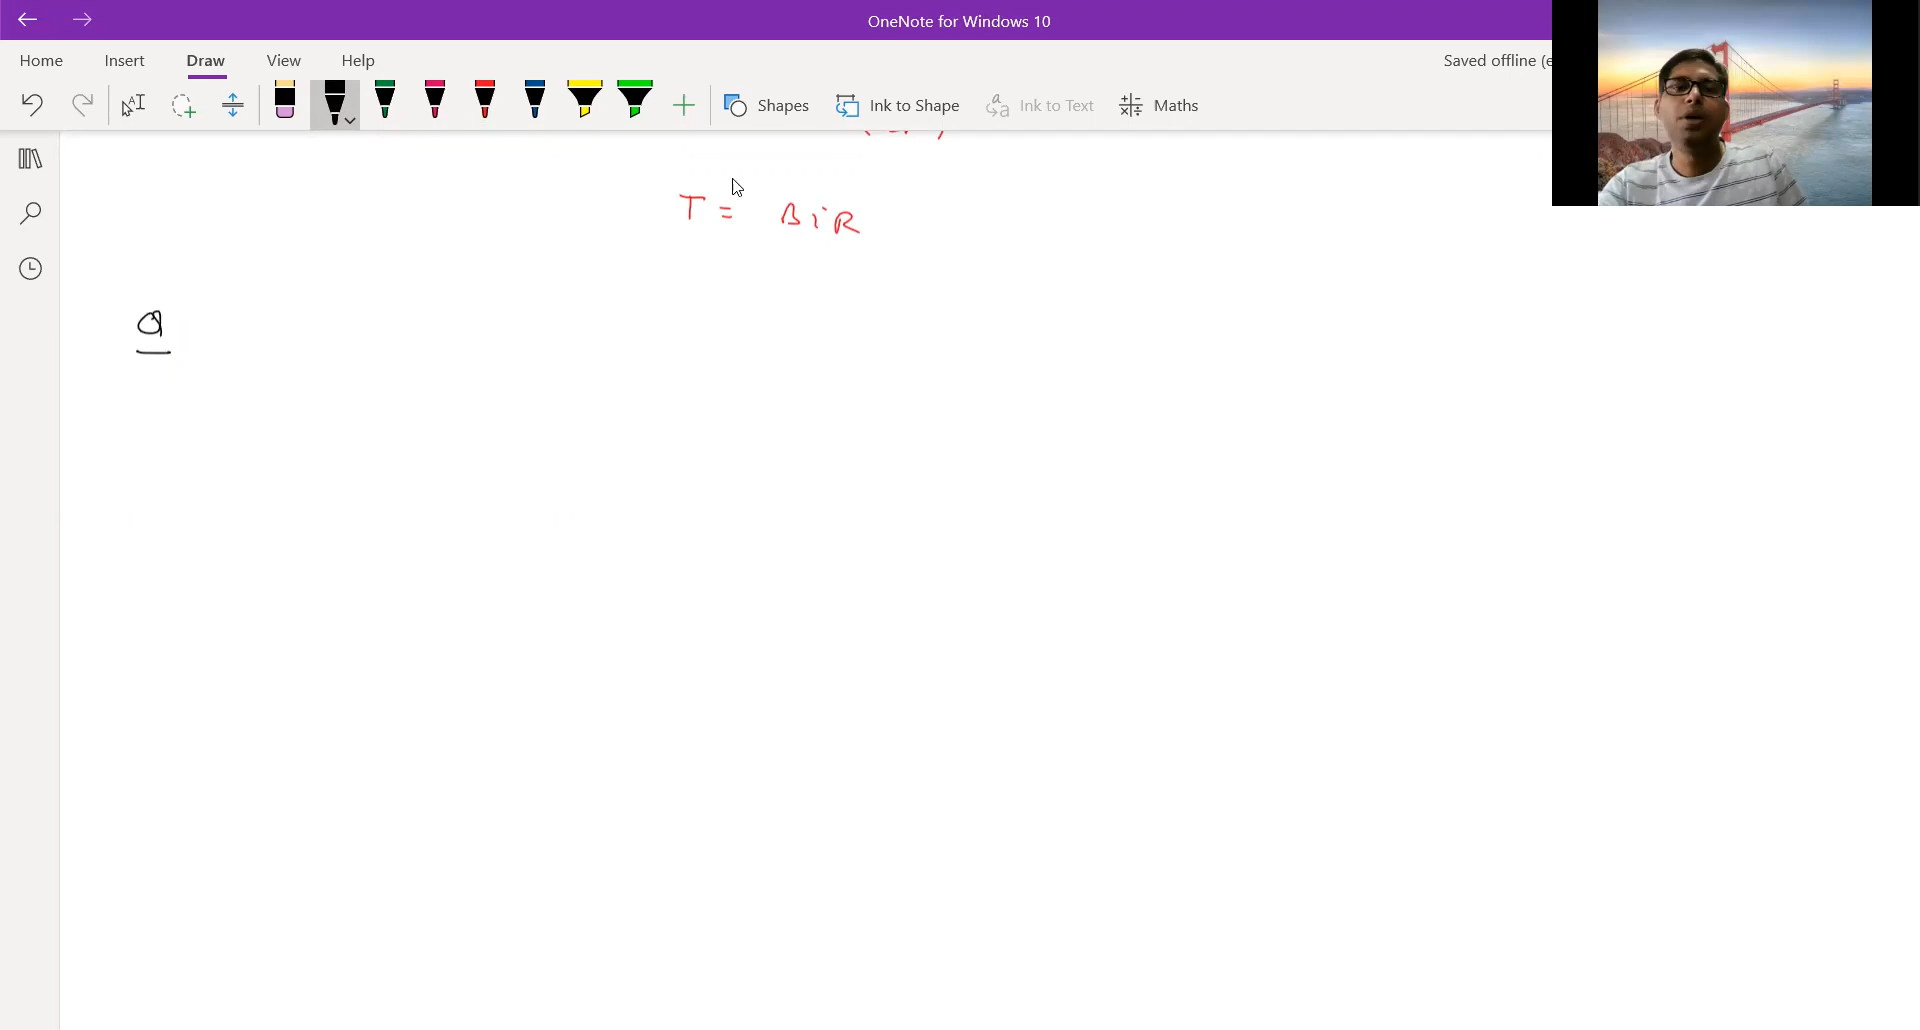 OneNote for Windows 10
Home Insert Draw View Help Saved offline (e
Shapes Ink to Shape Ink to Text Maths
T = BiR
Q